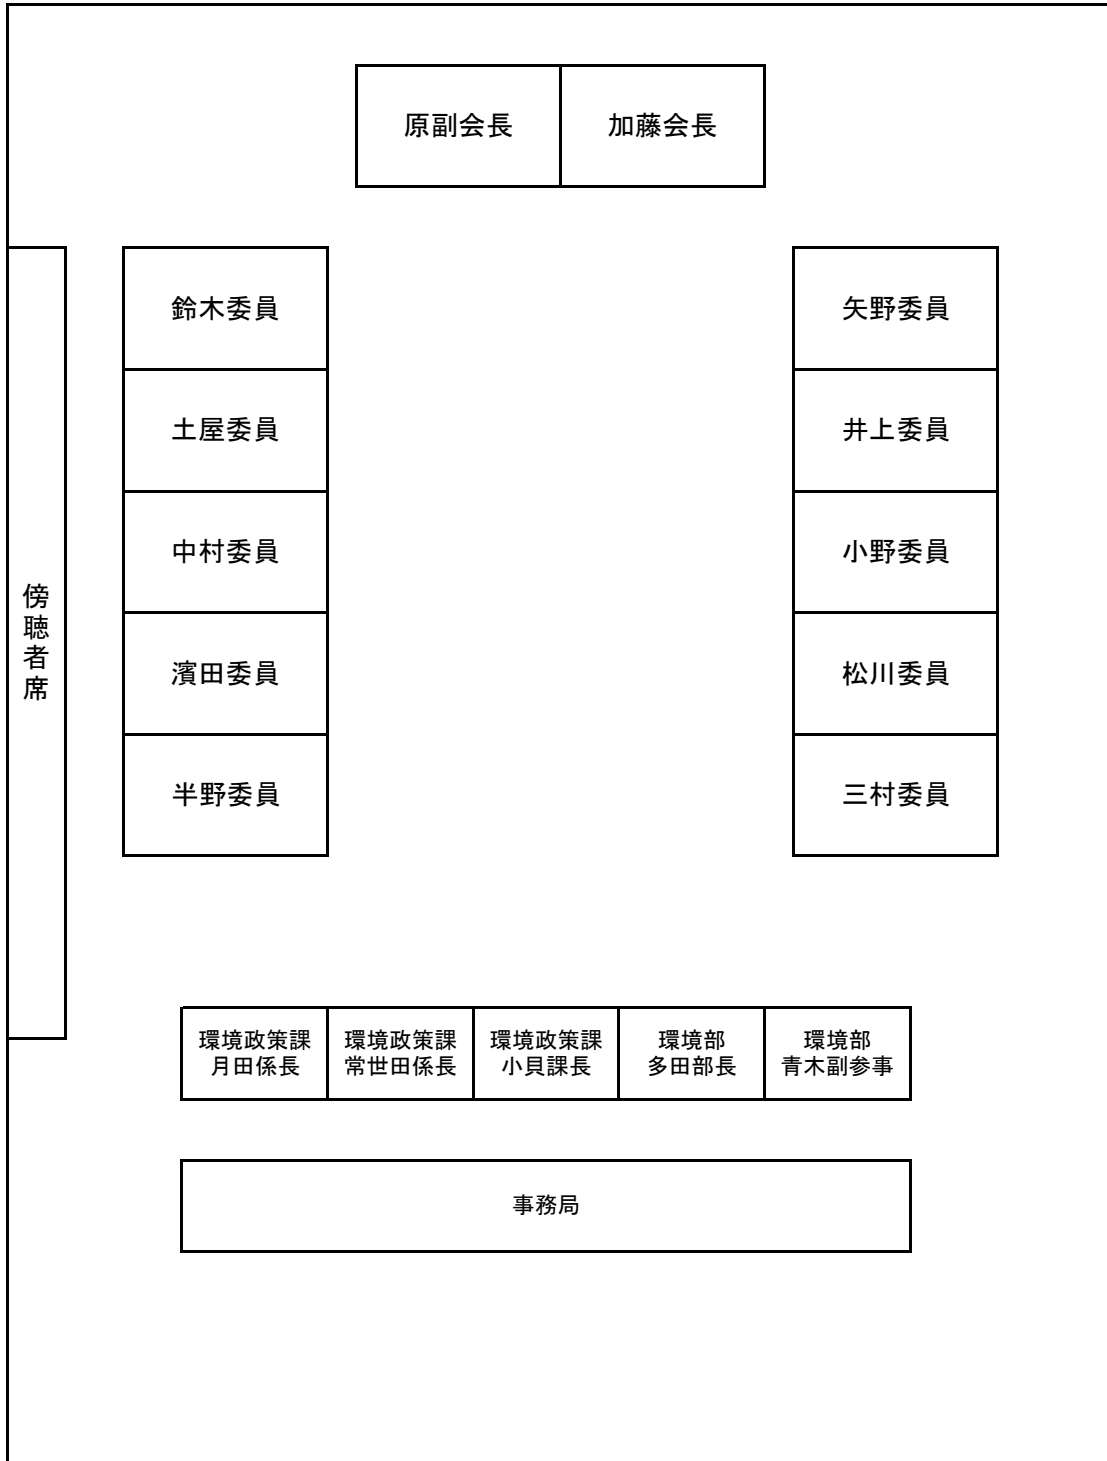 原副会長
加藤会長
鈴木委員
矢野委員
土屋委員
井上委員
中村委員
小野委員
傍聴者席
濱田委員
松川委員
半野委員
三村委員
環境政策課
月田係長
環境政策課
常世田係長
環境政策課
小貝課長
環境部
多田部長
環境部
青木副参事
事務局